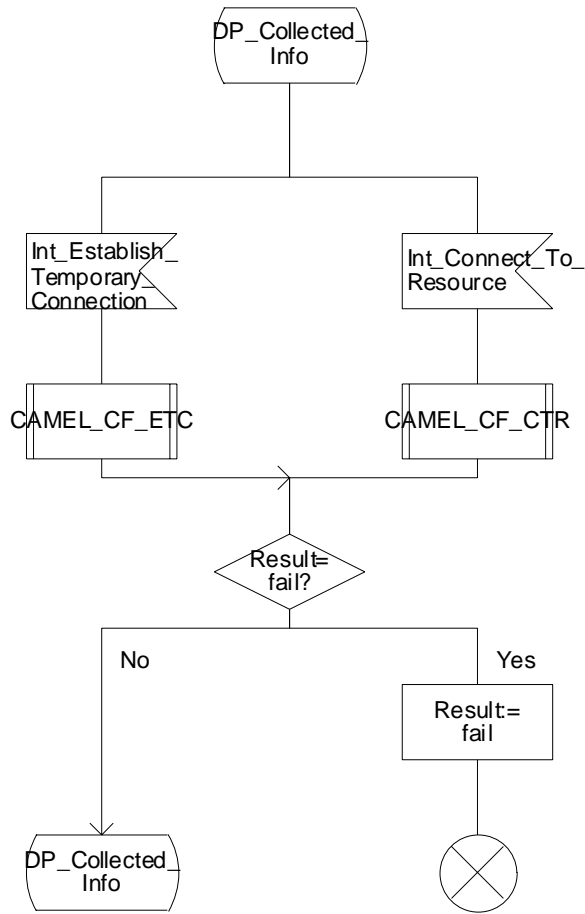 DP_Collected_
Info
Int_Establish_
Temporary_
Connection
Int_Connect_To_
Resource
CAMEL_CF_ETC
CAMEL_CF_CTR
Result=
fail?
No
Yes
Result:=
fail
DP_Collected_
Info